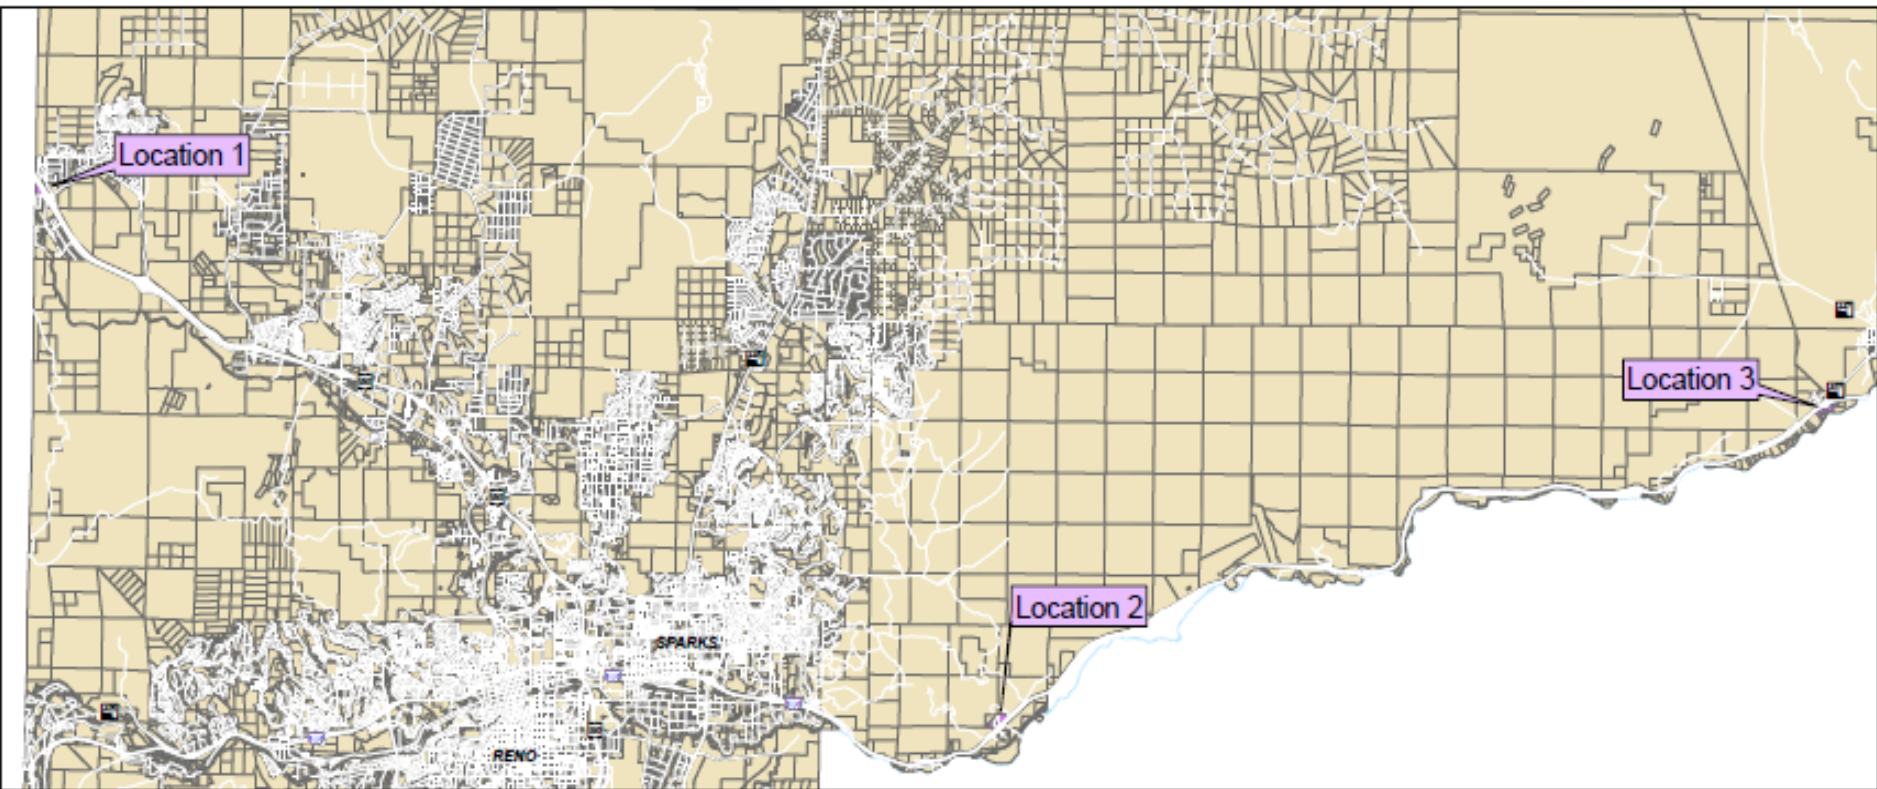 Location 1
Location 3
Location 2
SPARKS
RENO